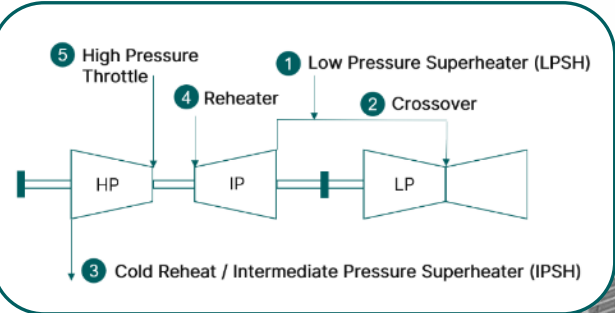 5 High Pressure
Throttle
1 Low Pressure Superheater (LPSH)
4 Reheater
2 Crossover
HP
IP
LP
3 Cold Reheat / Intermediate Pressure Superheater (IPSH)